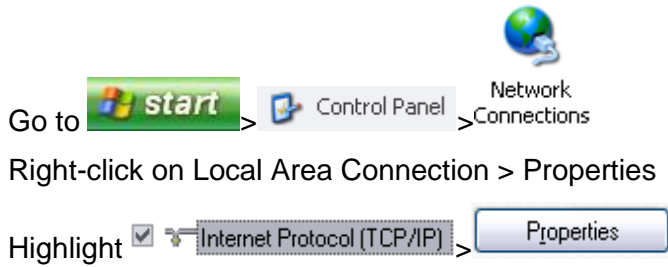 Go to start > Control Panel > Network Connections
Right-click on Local Area Connection > Properties
Highlight Internet Protocol (TCP/IP) > Properties